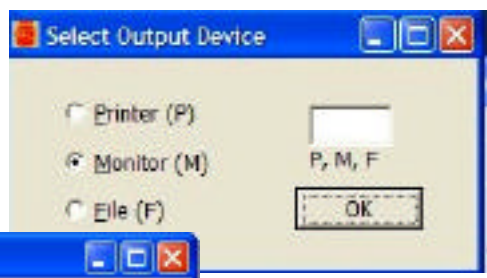 Select Output Device
Printer (P)
Monitor (M)
P, M, F
File (F)
OK